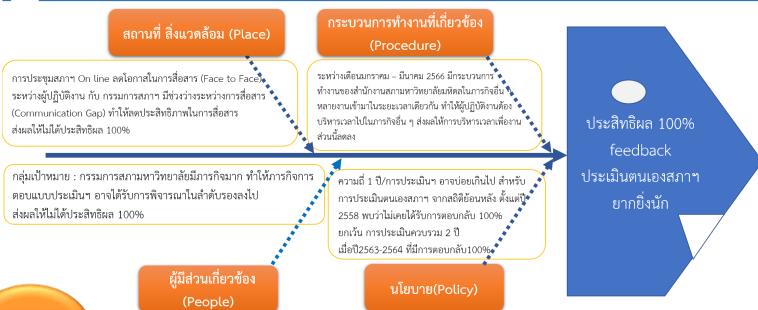 สถานที่ สิ่งแวดล้อม (Place)
กระบวนการทำงานที่เกี่ยวข้อง
(Procedure)
การประชุมสภาฯ On line ลดโอกาสในการสื่อสาร (Face to Face)
ระหว่างผู้ปฏิบัติงาน กับ กรรมการสภาฯ มีช่วงว่างระหว่างการสื่อสาร
(Communication Gap) ทำให้ลดประสิทธิภาพในการสื่อสาร
ส่งผลให้ไม่ได้ประสิทธิผล 100%
ระหว่างเดือนมกราคม – มีนาคม 2566 มีกระบวนการ
ทำงานของสำนักงานสภามหาวิทยาลัยมหิดลในภารกิจอื่น
หลายงานเข้ามาในระยะเวลาเดียวกัน ทำให้ผู้ปฏิบัติงานต้อง
บริหารเวลาไปในภารกิจอื่น ๆ ส่งผลให้การบริหารเวลาเพื่องาน
ส่วนนี้ลดลง
ประสิทธิผล 100%
feedback
ประเมินตนเองสภาฯ
ยากยิ่งนัก
กลุ่มเป้าหมาย : กรรมการสภามหาวิทยาลัยมีภารกิจมาก ทำให้ภารกิจการ
ตอบแบบประเมินฯ อาจได้รับการพิจารณาในลำดับรองลงไป
ส่งผลให้ไม่ได้ประสิทธิผล 100%
ความถี่ 1 ปี/การประเมินฯ อาจบ่อยเกินไป สำหรับ
การประเมินตนเองสภาฯ จากสถิติย้อนหลัง ตั้งแต่ปี
2558 พบว่าไม่เคยได้รับการตอบกลับ 100%
ยกเว้น การประเมินควบรวม 2 ปี
เมื่อปี2563-2564 ที่มีการตอบกลับ100%
ผู้มีส่วนเกี่ยวข้อง
(People)
นโยบาย(Policy)